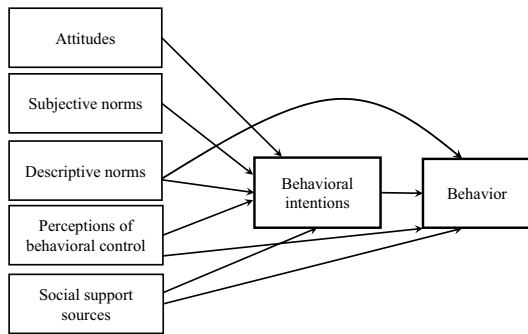 Attitudes
Subjective norms
Descriptive norms
Perceptions of
behavioral control
Social support
sources
Behavioral
intentions
Behavior